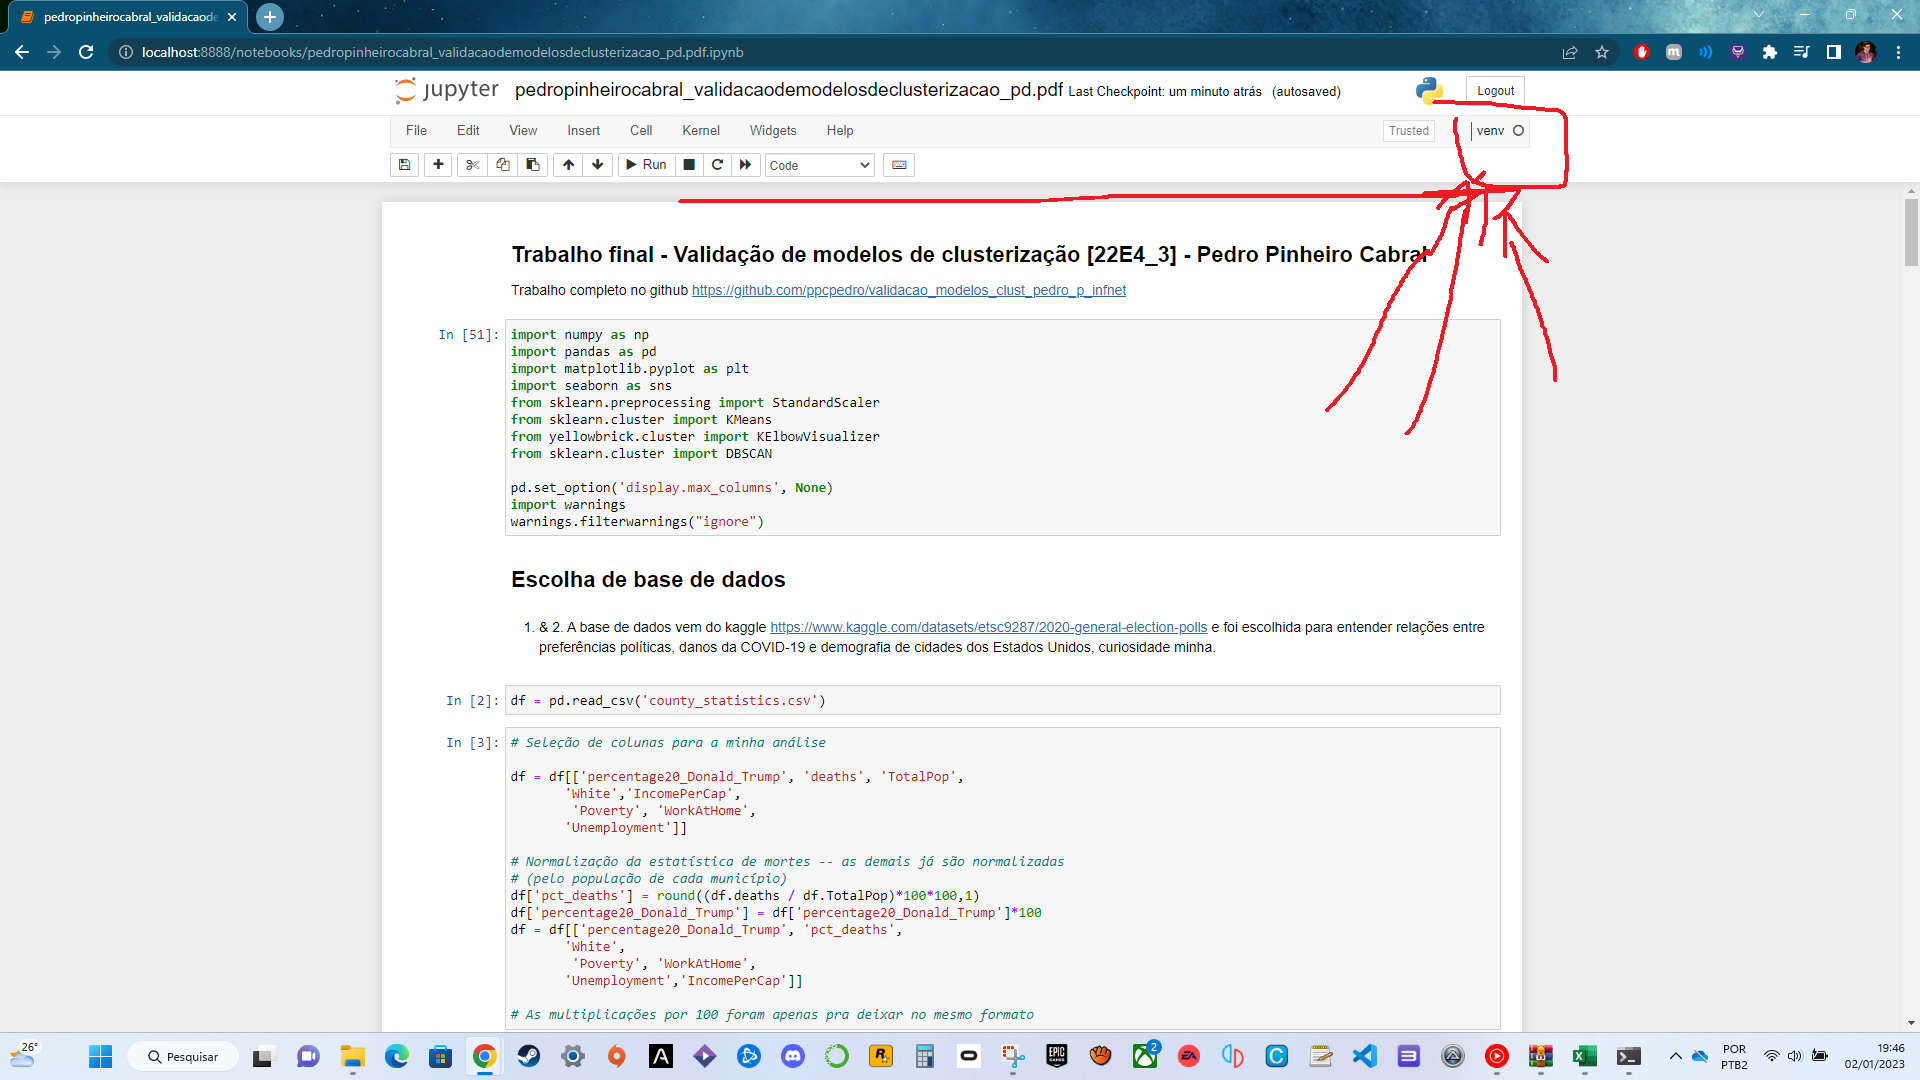 pedropinheirocabral_validacaode
localhost:8888/notebooks/pedropinheirocabral_validacaodemodelosdeclusterizacao_pd.pdf.ipynb
jupyter pedropinheirocabral_validacaodemodelosdeclusterizacao_pd.pdf Last Checkpoint: um minuto atrás (autosaved)
Logout
File Edit View Insert Cell Kernel Widgets Help
Trusted
venv
Run
Code
Trabalho final - Validação de modelos de clusterização [22E4_3] - Pedro Pinheiro Cabral
Trabalho completo no github https://github.com/ppcpedro/validacao_modelos_clust_pedro_p_infnet
In [51]:
import numpy as np
import pandas as pd
import matplotlib.pyplot as plt
import seaborn as sns
from sklearn.preprocessing import StandardScaler
from sklearn.cluster import KMeans
from yellowbrick.cluster import KElbowVisualizer
from sklearn.cluster import DBSCAN
pd.set_option('display.max_columns', None)
import warnings
warnings.filterwarnings("ignore")
Escolha de base de dados
1. & 2. A base de dados vem do kaggle https://www.kaggle.com/datasets/etsc9287/2020-general-election-polls e foi escolhida para entender relações entre
preferências políticas, danos da COVID-19 e demografia de cidades dos Estados Unidos, curiosidade minha.
In [2]:
df = pd.read_csv('county_statistics.csv')
In [3]:
# Seleção de colunas para a minha análise
df = df[['percentage20_Donald_Trump', 'deaths', 'TotalPop',
'White','IncomePerCap',
'Poverty', 'WorkAtHome',
'Unemployment']]
# Normalização da estatística de mortes -- as demais já são normalizadas
# (pelo população de cada município)
df['pct_deaths'] = round((df.deaths / df.TotalPop)*100*100,1)
df['percentage20_Donald_Trump'] = df['percentage20_Donald_Trump']*100
df = df[['percentage20_Donald_Trump', 'pct_deaths',
'White',
'Poverty', 'WorkAtHome',
'Unemployment','IncomePerCap']]
# As multiplicações por 100 foram apenas pra deixar no mesmo formato
26°
Pesquisar
2
POR
PTB2
19:46
02/01/2023